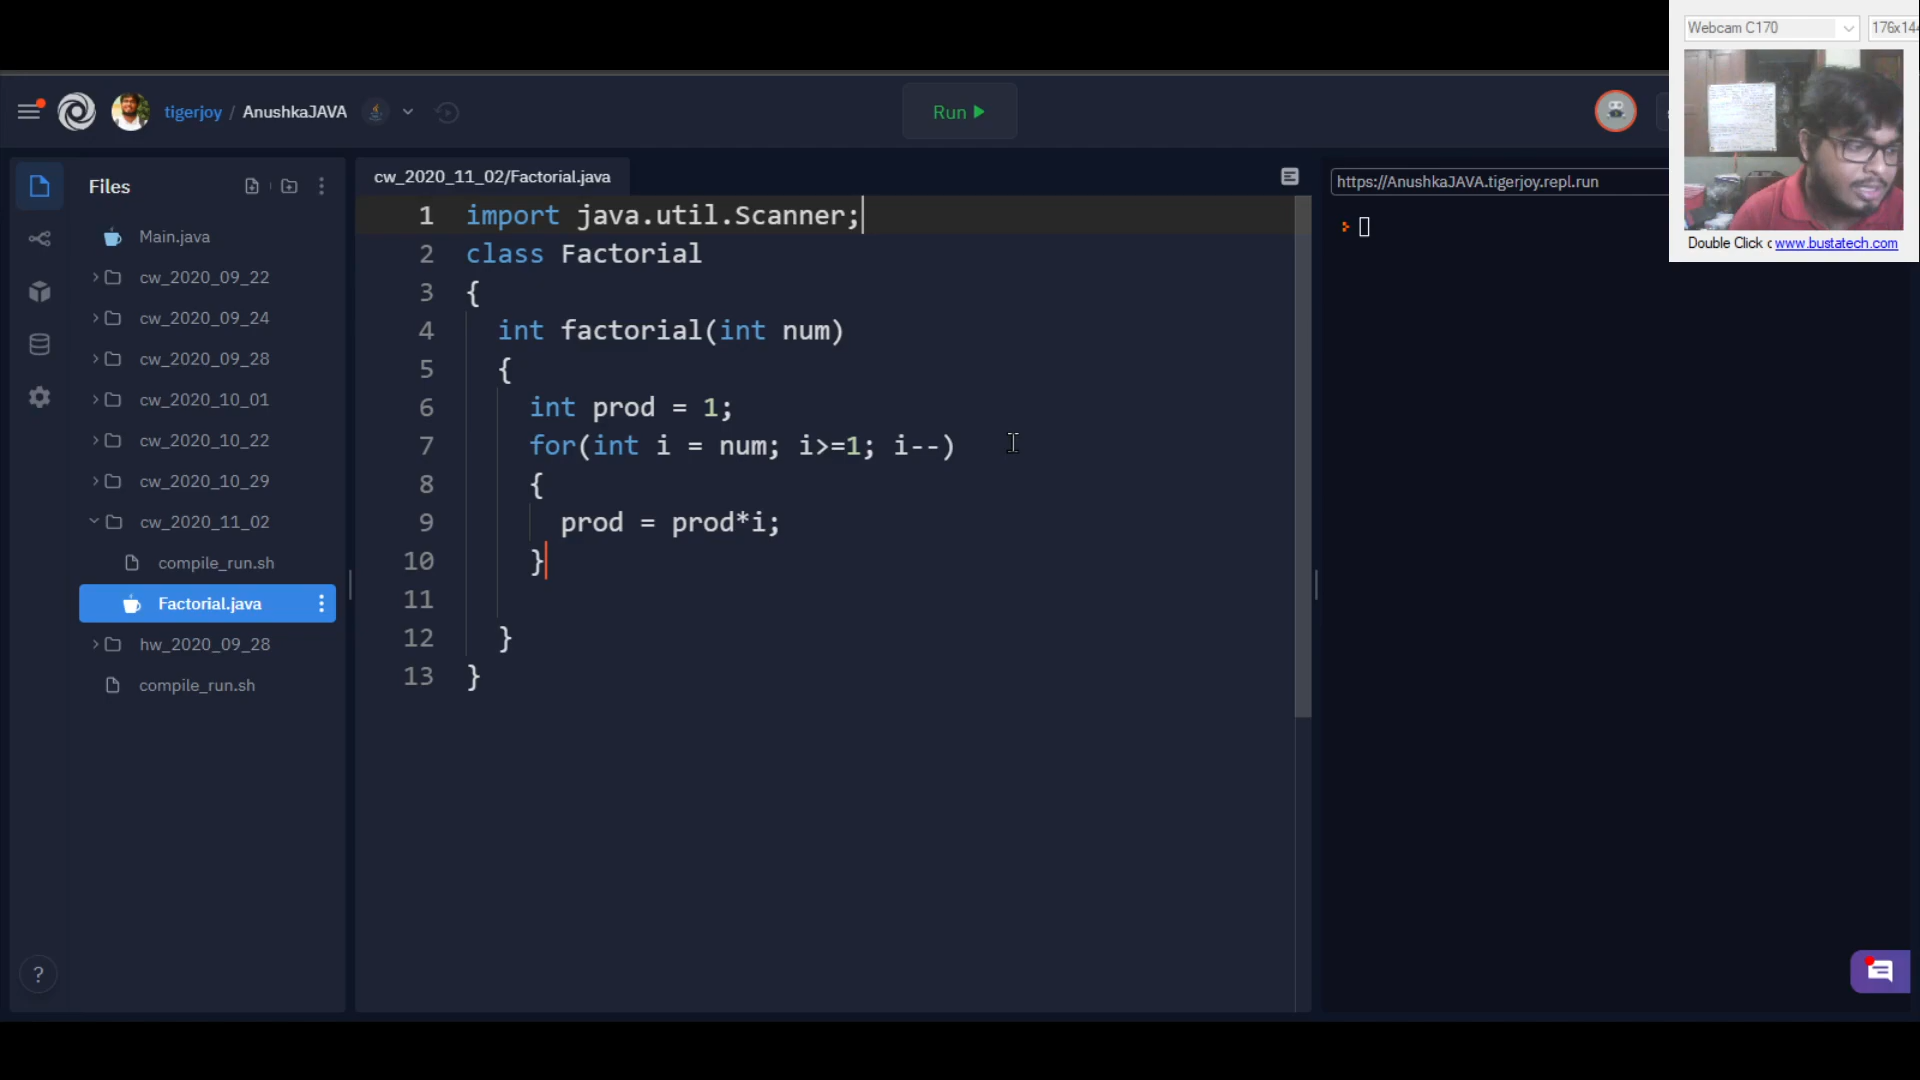 Webcam C170
176x144
tigerjoy / AnushkaJAVA
Run
Double Click
www.bustatech.com
Files
Main.java
cw_2020_09_22
cw_2020_09_24
cw_2020_09_28
cw_2020_10_01
cw_2020_10_22
cw_2020_10_29
cw_2020_11_02
compile_run.sh
Factorial.java
hw_2020_09_28
compile_run.sh
?
cw_2020_11_02/Factorial.java
1 import java.util.Scanner;
2 class Factorial
3 {
4 int factorial(int num)
5 {
6 int prod = 1;
7 for(int i = num; i>=1; i--)
8 {
9 prod = prod*i;
10 }
11
12 }
13 }
https://AnushkaJAVA.tigerjoy.repl.run